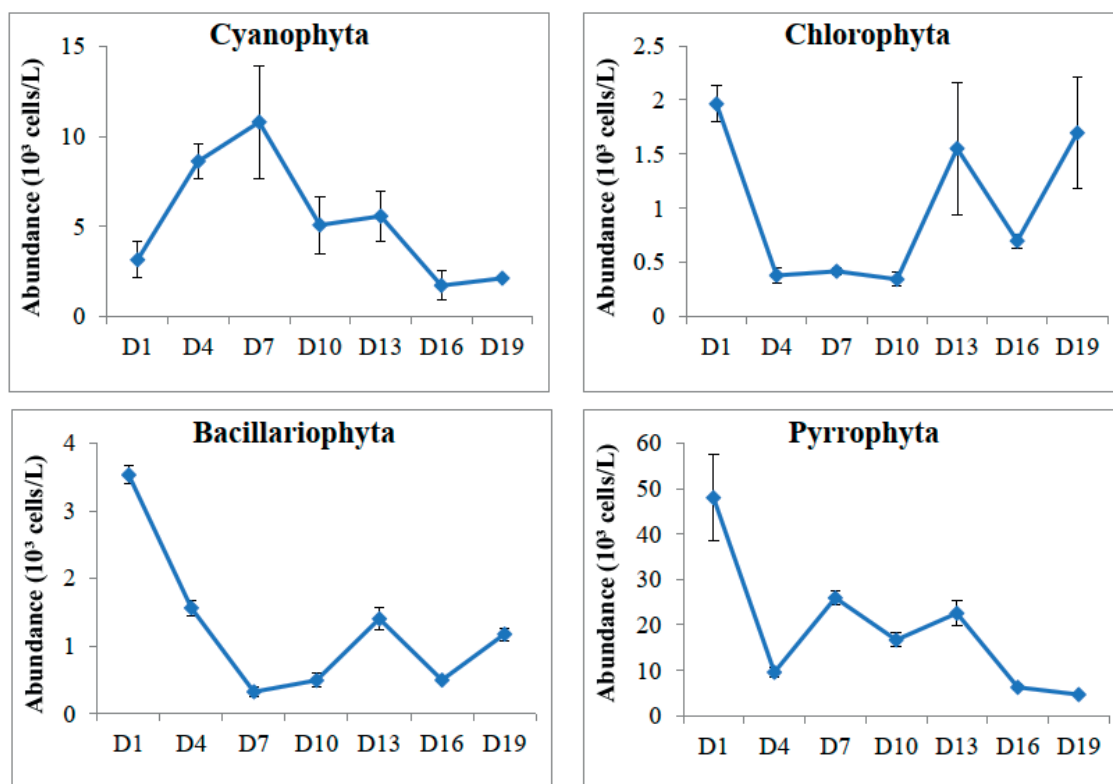 Cyanophyta
Abundance (10³ cells/L)
15
10
5
0
D1 D4 D7 D10 D13 D16 D19
Chlorophyta
Abundance (10³ cells/L)
2.5
2
1.5
1
0.5
0
D1 D4 D7 D10 D13 D16 D19
Bacillariophyta
Abundance (10³ cells/L)
4
3
2
1
0
D1 D4 D7 D10 D13 D16 D19
Pyrrophyta
Abundance (10³ cells/L)
60
50
40
30
20
10
0
D1 D4 D7 D10 D13 D16 D19